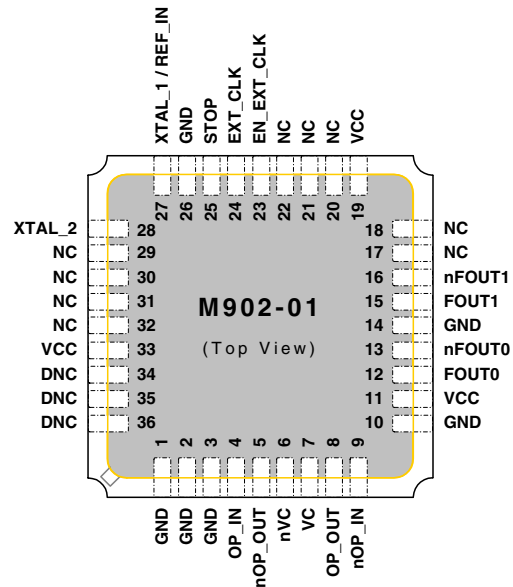 XTAL_1 / REF_IN
GND
STOP
EXT_CLK
EN_EXT_CLK
NC
NC
NC
VCC
27
26
25
24
23
22
21
20
19
XTAL_2 28
NC 29
NC 30
NC 31
NC 32
VCC 33
DNC 34
DNC 35
DNC 36
M902-01
(Top View)
18 NC
17 NC
16 nFOUT1
15 FOUT1
14 GND
13 nFOUT0
12 FOUT0
11 VCC
10 GND
1
2
3
4
5
6
7
8
9
GND
GND
GND
OP_IN
nOP_OUT
nVC
VC
OP_OUT
nOP_IN